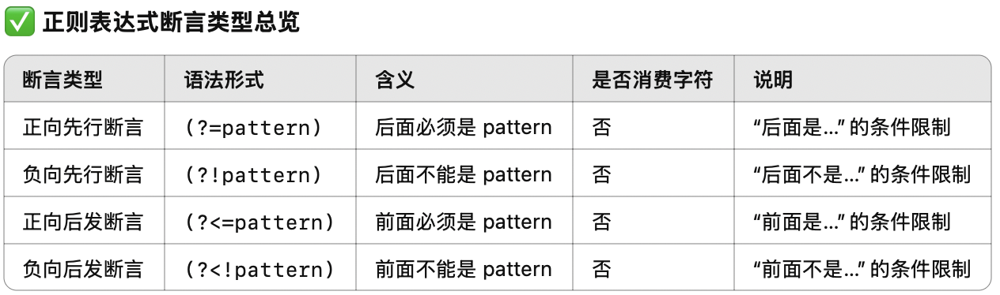 ✅ 正则表达式断言类型总览
断言类型 语法形式 含义 是否消费字符 说明
正向先行断言 (?=pattern) 后面必须是 pattern 否 “后面是…” 的条件限制
负向先行断言 (?!pattern) 后面不能是 pattern 否 “后面不是…” 的条件限制
正向后发断言 (?<=pattern) 前面必须是 pattern 否 “前面是…” 的条件限制
负向后发断言 (?<!pattern) 前面不能是 pattern 否 “前面不是…” 的条件限制